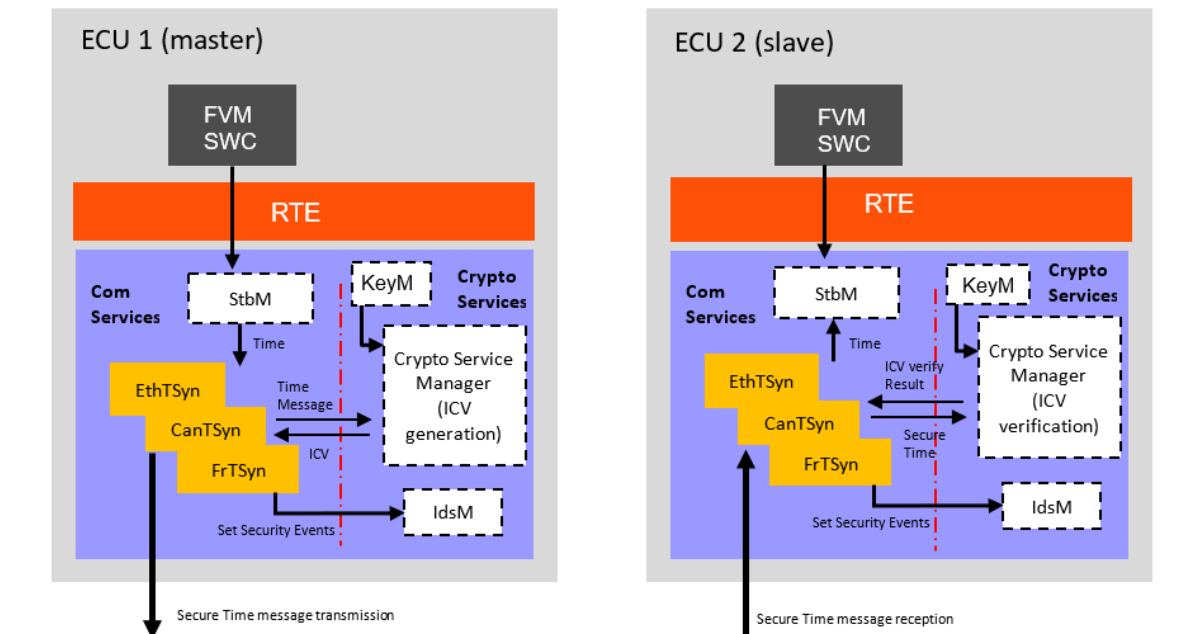 ECU 1 (master)
FVM
SWC
RTE
Com
Services
StbM
KeyM
Crypto
Services
Time
Crypto Service
Manager
(ICV
generation)
EthTSyn
CanTSyn
FrTSyn
Time
Message
ICV
IdsM
Set Security Events
Secure Time message transmission
ECU 2 (slave)
FVM
SWC
RTE
Com
Services
StbM
KeyM
Crypto
Services
Time
Crypto Service
Manager
(ICV
verification)
ICV verify
Result
EthTSyn
CanTSyn
FrTSyn
Secure
Time
IdsM
Set Security Events
Secure Time message reception